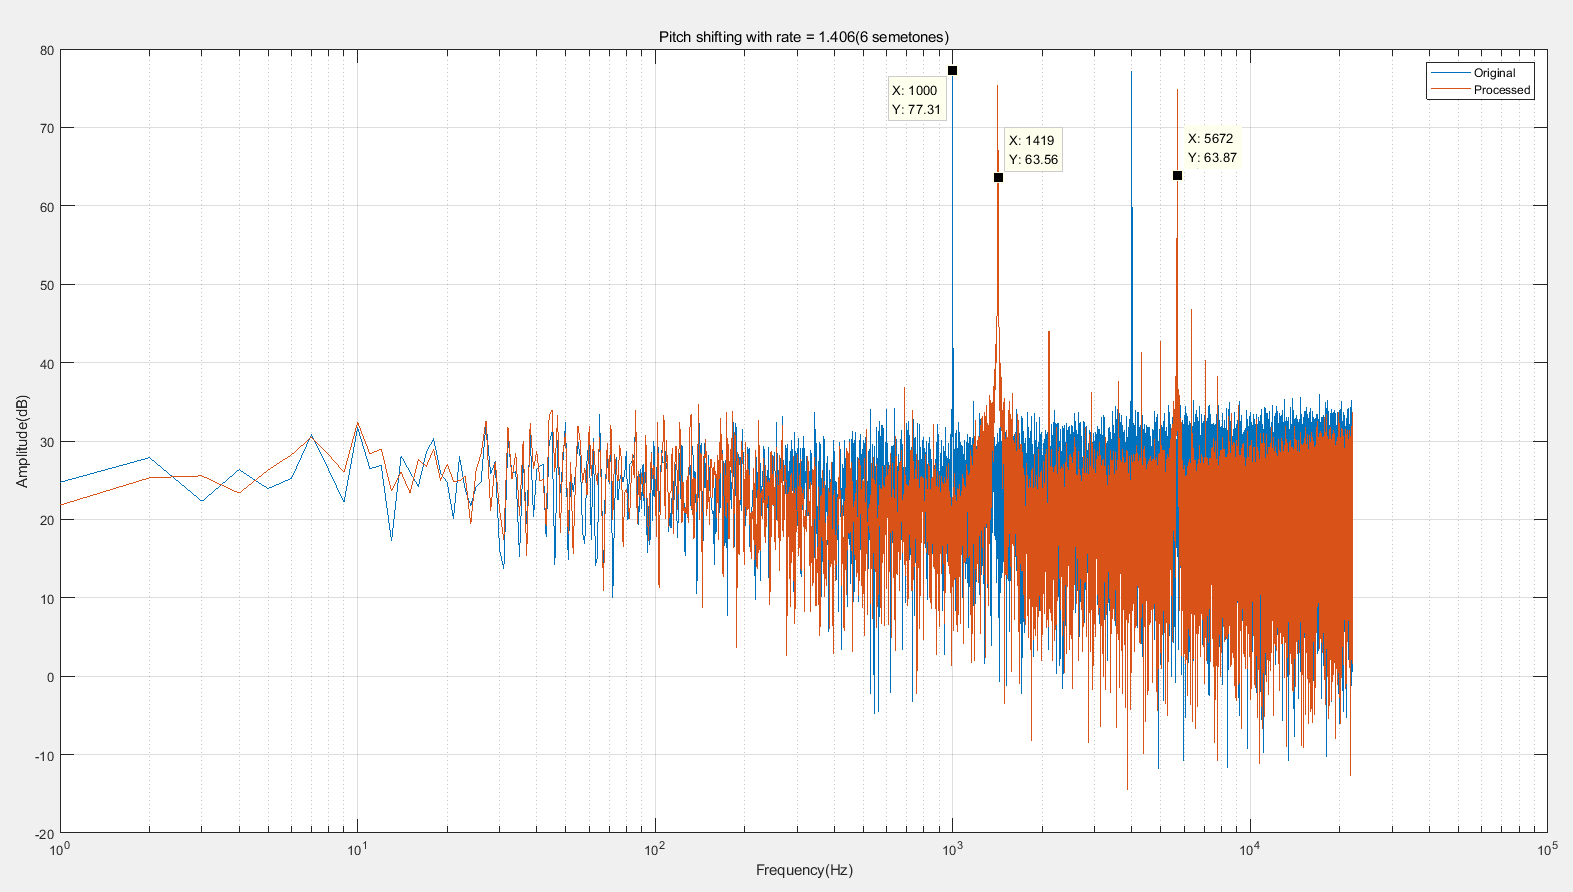 Pitch shifting with rate = 1.406(6 semetones)
Original
Processed
X: 1000
Y: 77.31
X: 1419
Y: 63.56
X: 5672
Y: 63.87
80
70
60
50
40
30
20
10
0
-10
-20
Amplitude(dB)
10^0
10^1
10^2
10^3
10^4
10^5
Frequency(Hz)